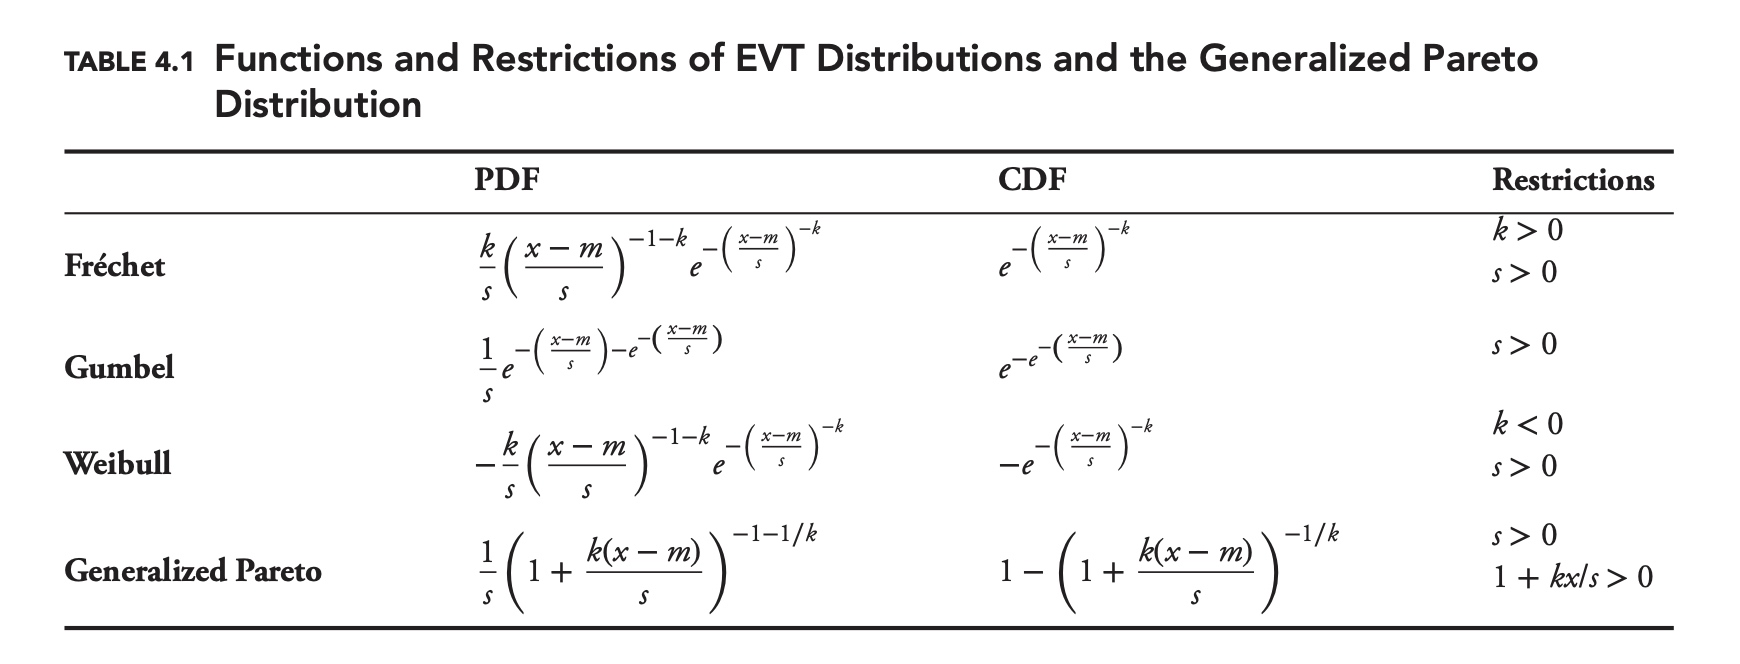 TABLE 4.1 Functions and Restrictions of EVT Distributions and the Generalized Pareto
Distribution
PDF CDF Restrictions
Fréchet $\frac{k}{s}\left(\frac{x-m}{s}\right)^{-1-k} e^{-\left(\frac{x-m}{s}\right)^{-k}}$ $e^{-\left(\frac{x-m}{s}\right)^{-k}}$ k > 0
s > 0
Gumbel $\frac{1}{s} e^{-\left(\frac{x-m}{s}\right)-e^{-\left(\frac{x-m}{s}\right)}}$ $e^{-e^{-\left(\frac{x-m}{s}\right)}}$ s > 0
Weibull $-\frac{k}{s}\left(\frac{x-m}{s}\right)^{-1-k} e^{-\left(\frac{x-m}{s}\right)^{-k}}$ $-e^{-\left(\frac{x-m}{s}\right)^{-k}}$ k < 0
s > 0
Generalized Pareto $\frac{1}{s}\left(1+\frac{k(x-m)}{s}\right)^{-1-1/k}$ $1-\left(1+\frac{k(x-m)}{s}\right)^{-1/k}$ s > 0
1 + kx/s > 0